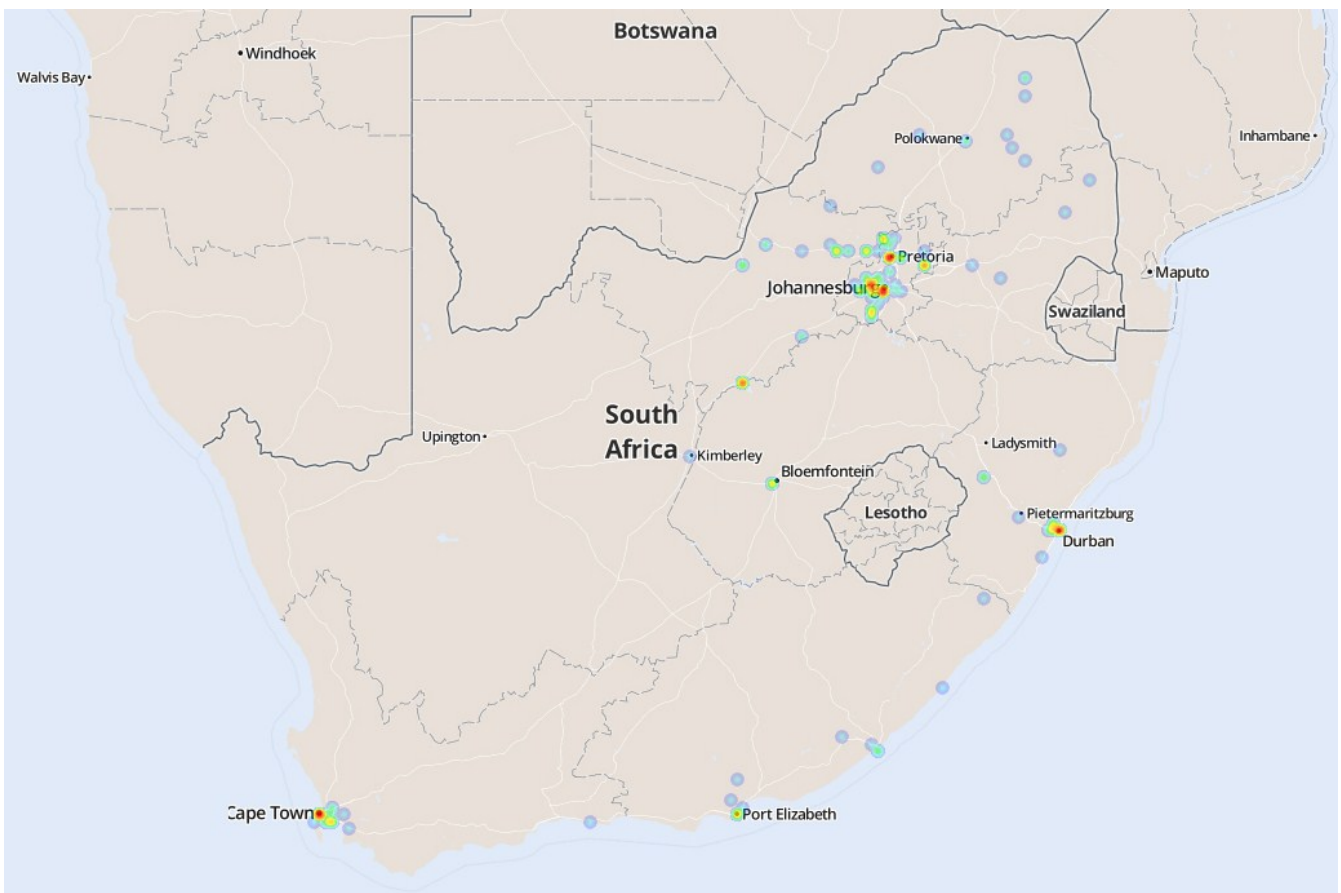 Botswana
Windhoek
Walvis Bay
Polokwane
Inhambane
Pretoria
Maputo
Johannesburg
Swaziland
South
Africa
Upington
Ladysmith
Kimberley
Bloemfontein
Lesotho
Pietermaritzburg
Durban
Cape Town
Port Elizabeth